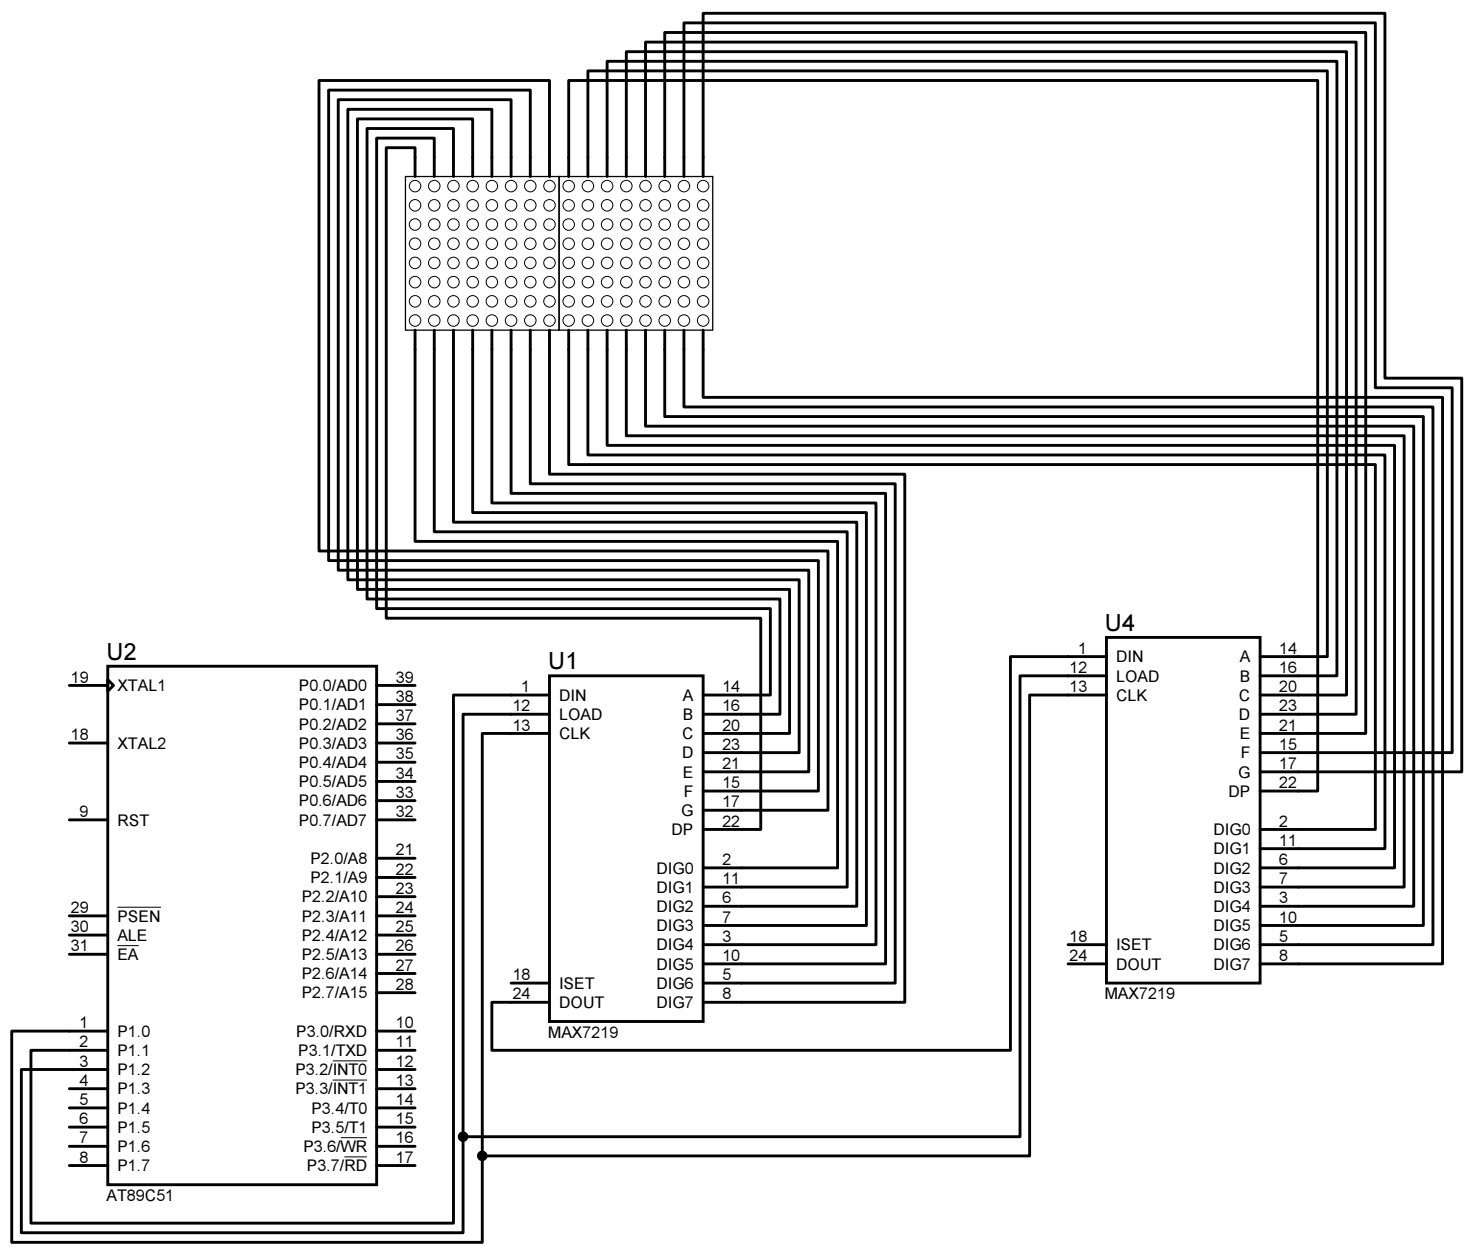 U2
19 XTAL1
18 XTAL2
9 RST
29 PSEN
30 ALE
31 EA
1 P1.0
2 P1.1
3 P1.2
4 P1.3
5 P1.4
6 P1.5
7 P1.6
8 P1.7
P0.0/AD0 39
P0.1/AD1 38
P0.2/AD2 37
P0.3/AD3 36
P0.4/AD4 35
P0.5/AD5 34
P0.6/AD6 33
P0.7/AD7 32
P2.0/A8 21
P2.1/A9 22
P2.2/A10 23
P2.3/A11 24
P2.4/A12 25
P2.5/A13 26
P2.6/A14 27
P2.7/A15 28
P3.0/RXD 10
P3.1/TXD 11
P3.2/INT0 12
P3.3/INT1 13
P3.4/T0 14
P3.5/T1 15
P3.6/WR 16
P3.7/RD 17
AT89C51
U1
1 DIN
12 LOAD
13 CLK
18 ISET
24 DOUT
A 14
B 16
C 20
D 23
E 21
F 15
G 17
DP 22
DIG0 2
DIG1 11
DIG2 6
DIG3 7
DIG4 3
DIG5 10
DIG6 5
DIG7 8
MAX7219
U4
1 DIN
12 LOAD
13 CLK
18 ISET
24 DOUT
A 14
B 16
C 20
D 23
E 21
F 15
G 17
DP 22
DIG0 2
DIG1 11
DIG2 6
DIG3 7
DIG4 3
DIG5 10
DIG6 5
DIG7 8
MAX7219